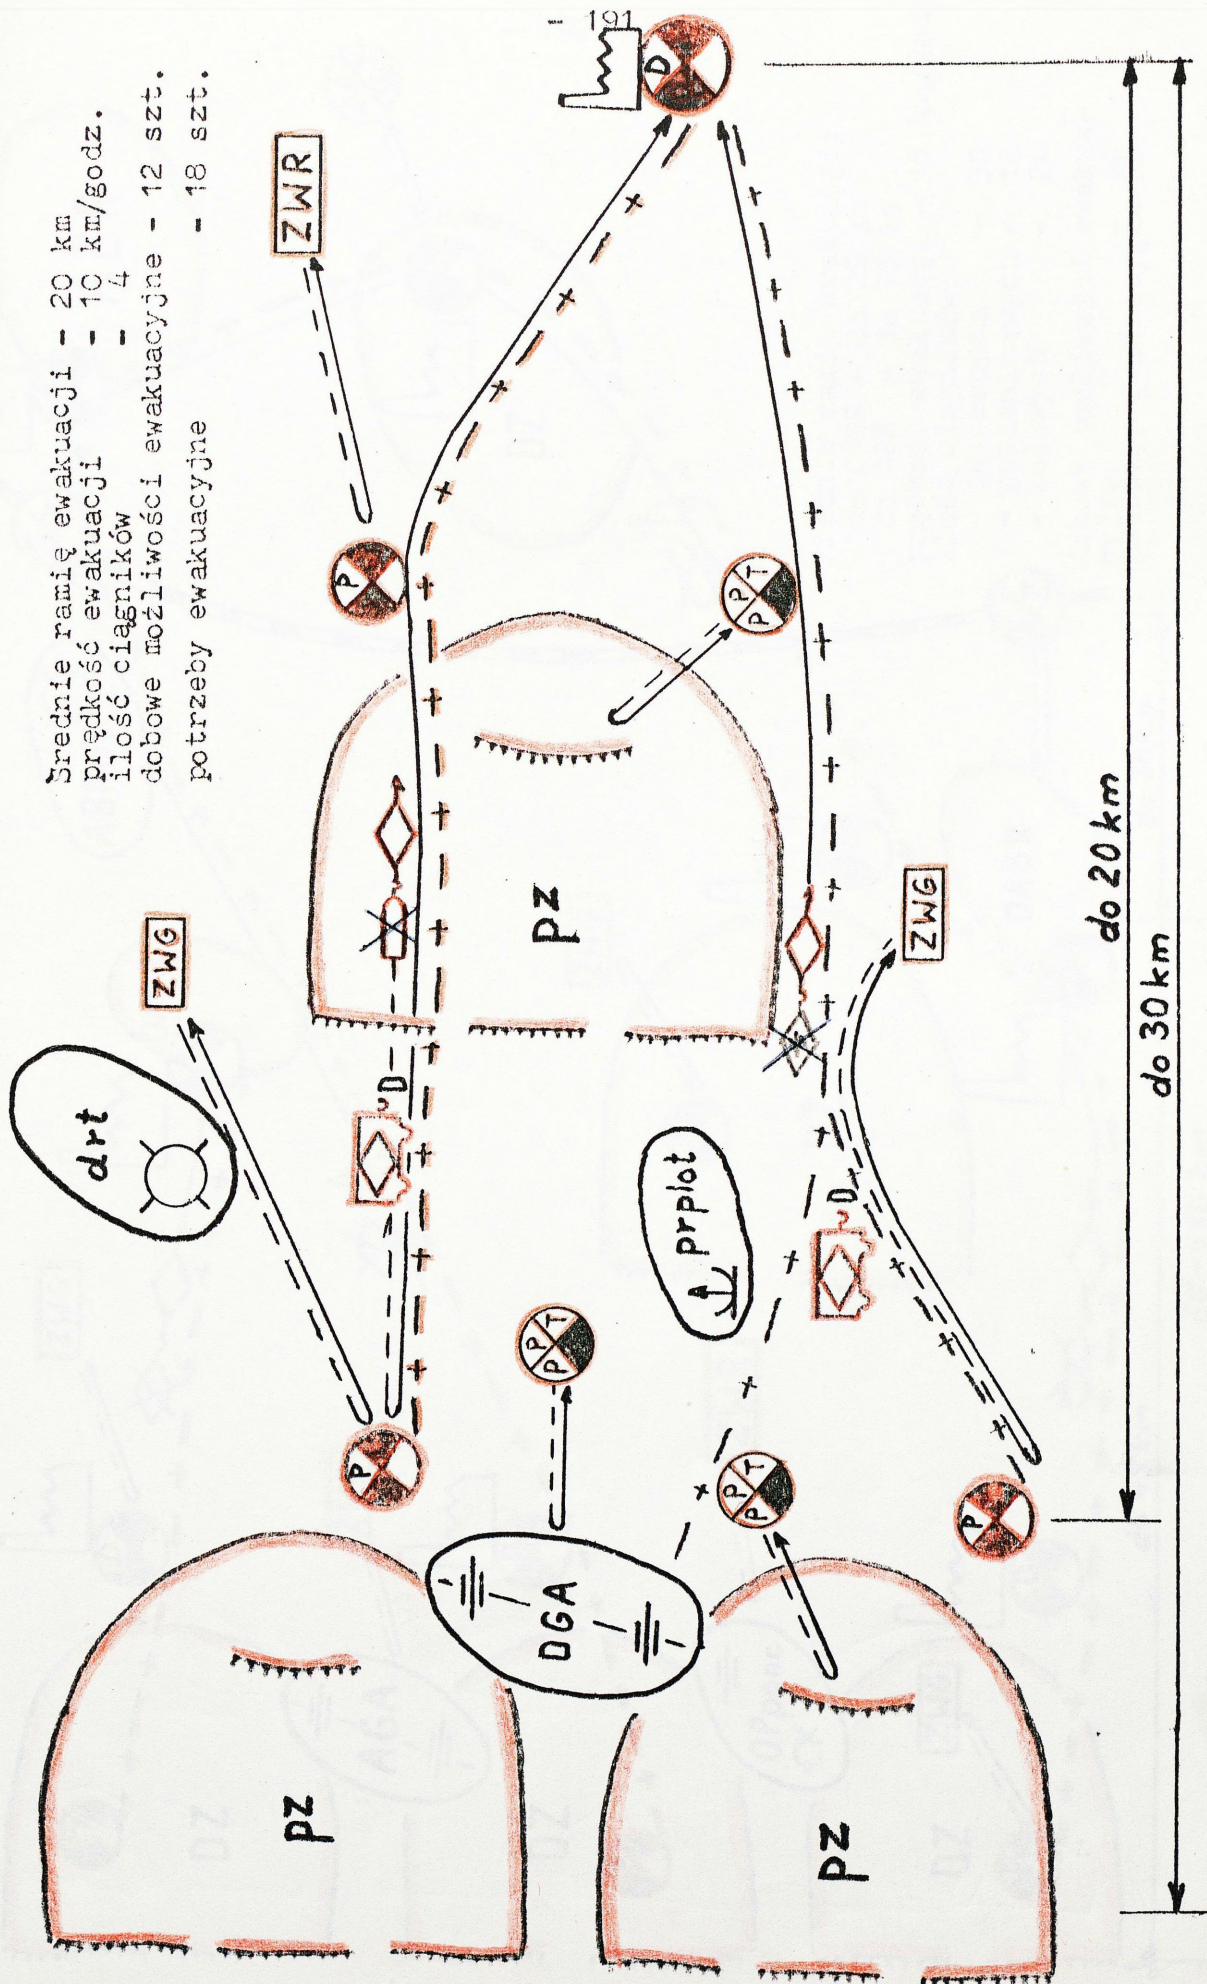 - 191
Średnie ramię ewakuacji - 20 km
prędkość ewakuacji - 10 km/godz.
ilość ciągników - 4
dobowe możliwości ewakuacyjne - 12 szt.
potrzeby ewakuacyjne - 18 szt.
D
ZWR
P
PPT
ZWG
pz
ZWG
drt
D
prplot
D
PPT
P
PPT
P
DGA
pz
pz
do 20 km
do 30 km